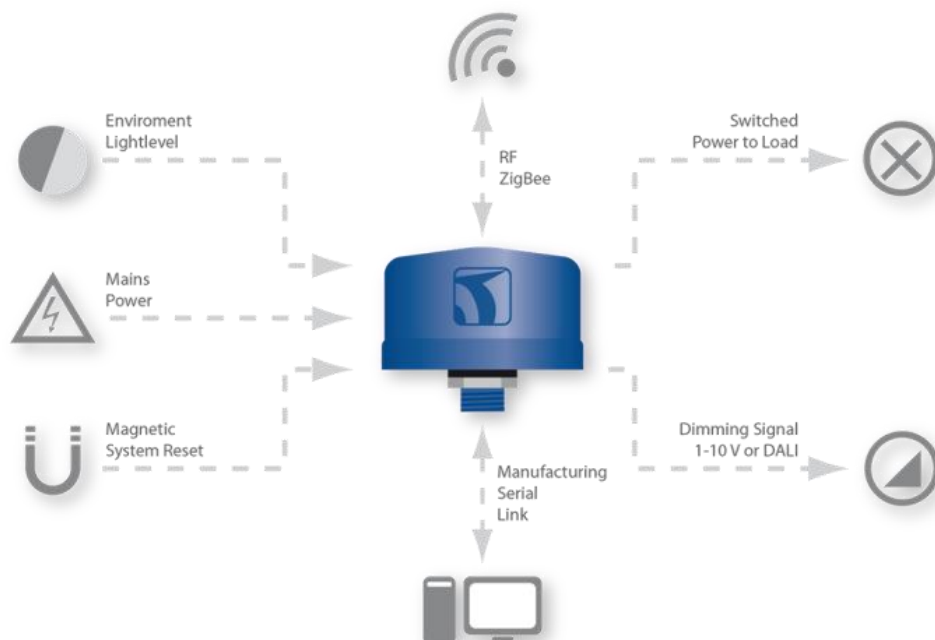 Enviroment
Lightlevel
RF
ZigBee
Switched
Power to Load
Mains
Power
Magnetic
System Reset
Manufacturing
Serial
Link
Dimming Signal
1-10 V or DALI